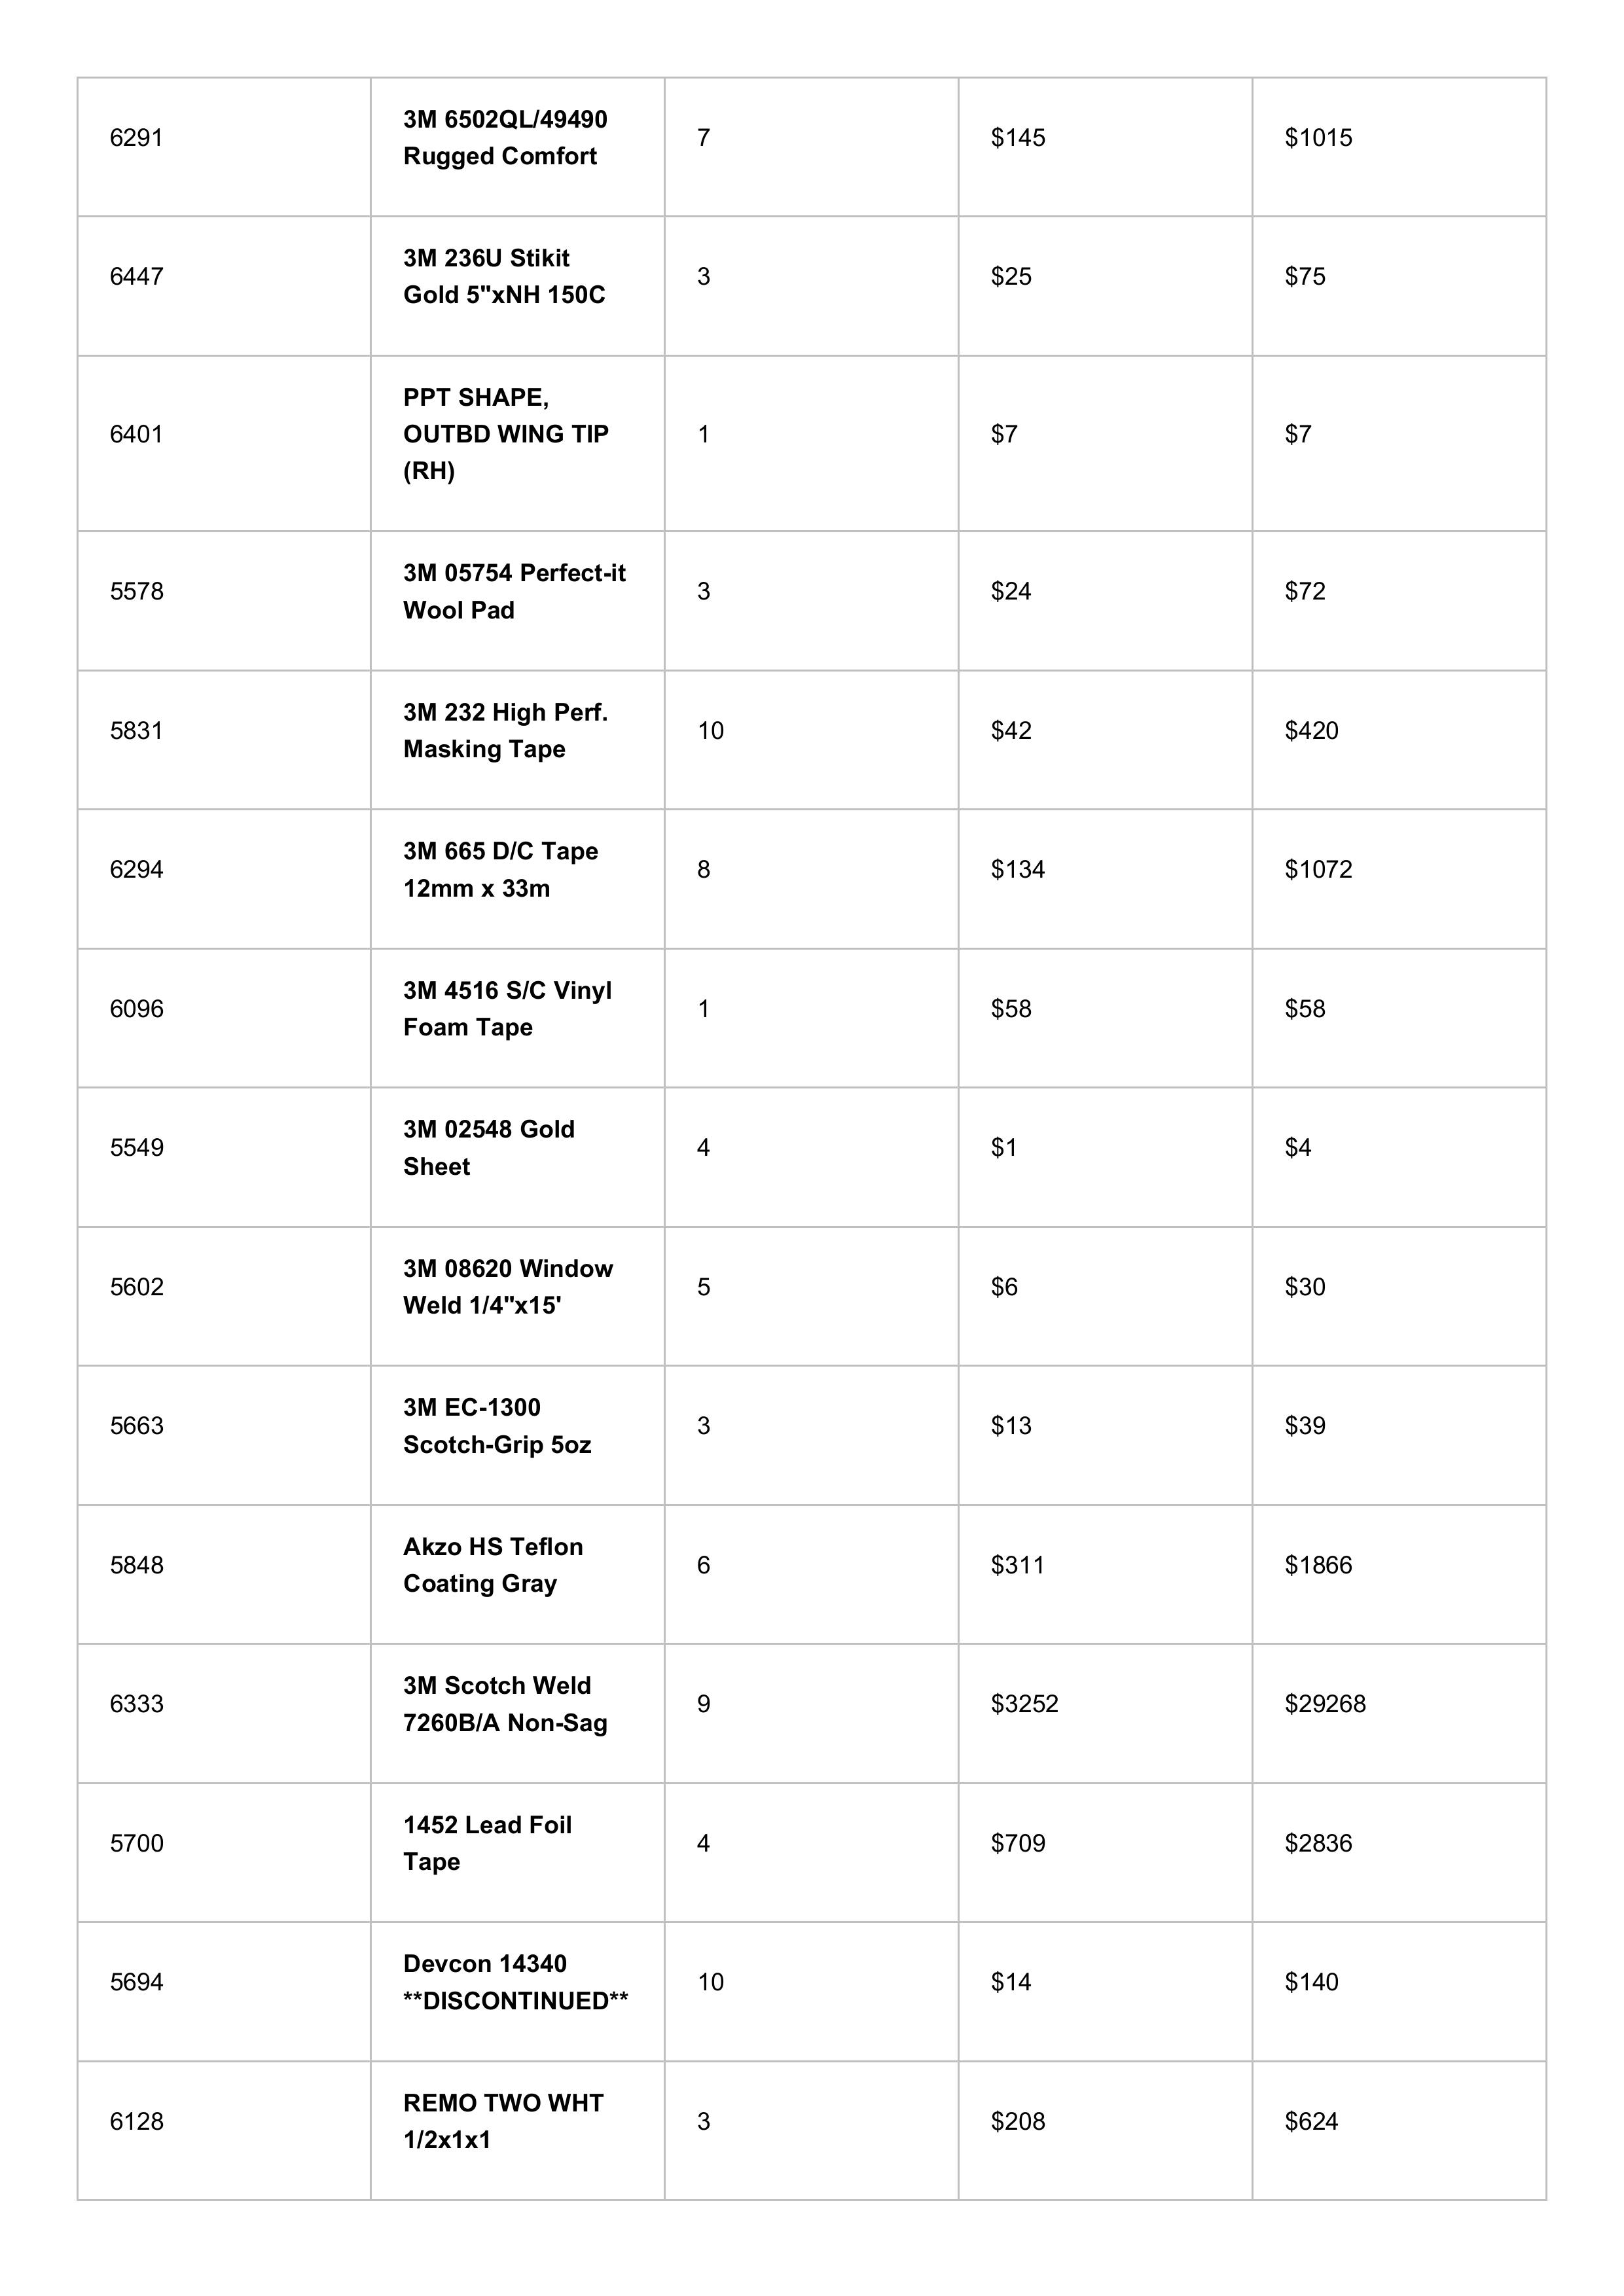 6291
3M 6502QL/49490
Rugged Comfort
7
$145
$1015
6447
3M 236U Stikit
Gold 5"xNH 150C
3
$25
$75
6401
PPT SHAPE,
OUTBD WING TIP
(RH)
1
$7
$7
5578
3M 05754 Perfect-it
Wool Pad
3
$24
$72
5831
3M 232 High Perf.
Masking Tape
10
$42
$420
6294
3M 665 D/C Tape
12mm x 33m
8
$134
$1072
6096
3M 4516 S/C Vinyl
Foam Tape
1
$58
$58
5549
3M 02548 Gold
Sheet
4
$1
$4
5602
3M 08620 Window
Weld 1/4"x15'
5
$6
$30
5663
3M EC-1300
Scotch-Grip 5oz
3
$13
$39
5848
Akzo HS Teflon
Coating Gray
6
$311
$1866
6333
3M Scotch Weld
7260B/A Non-Sag
9
$3252
$29268
5700
1452 Lead Foil
Tape
4
$709
$2836
5694
Devcon 14340
**DISCONTINUED**
10
$14
$140
6128
REMO TWO WHT
1/2x1x1
3
$208
$624